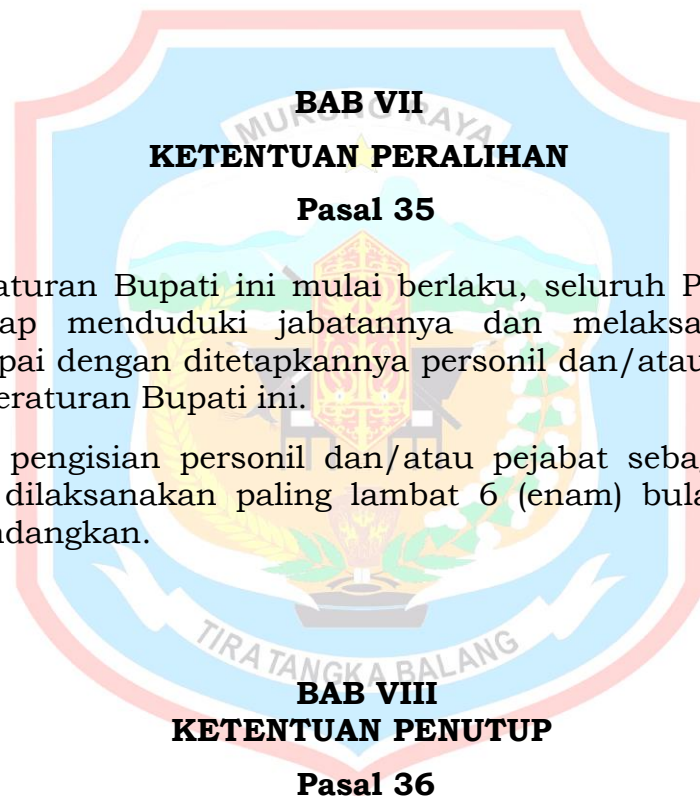 MURUNG RAYA
BAB VII
KETENTUAN PERALIHAN
Pasal 35
aturan Bupati ini mulai berlaku, seluruh P
ap menduduki jabatannya dan melaksa
pai dengan ditetapkannya personil dan/atau
eraturan Bupati ini.
pengisian personil dan/atau pejabat seba
dilaksanakan paling lambat 6 (enam) bula
ndangkan.
TIRA TANGKA BALANG
BAB VIII
KETENTUAN PENUTUP
Pasal 36